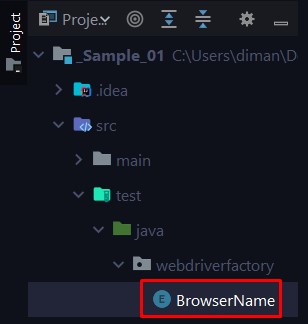 Project
Proje...
_Sample_01 C:\Users\diman\D
.idea
src
main
test
java
webdriverfactory
E BrowserName